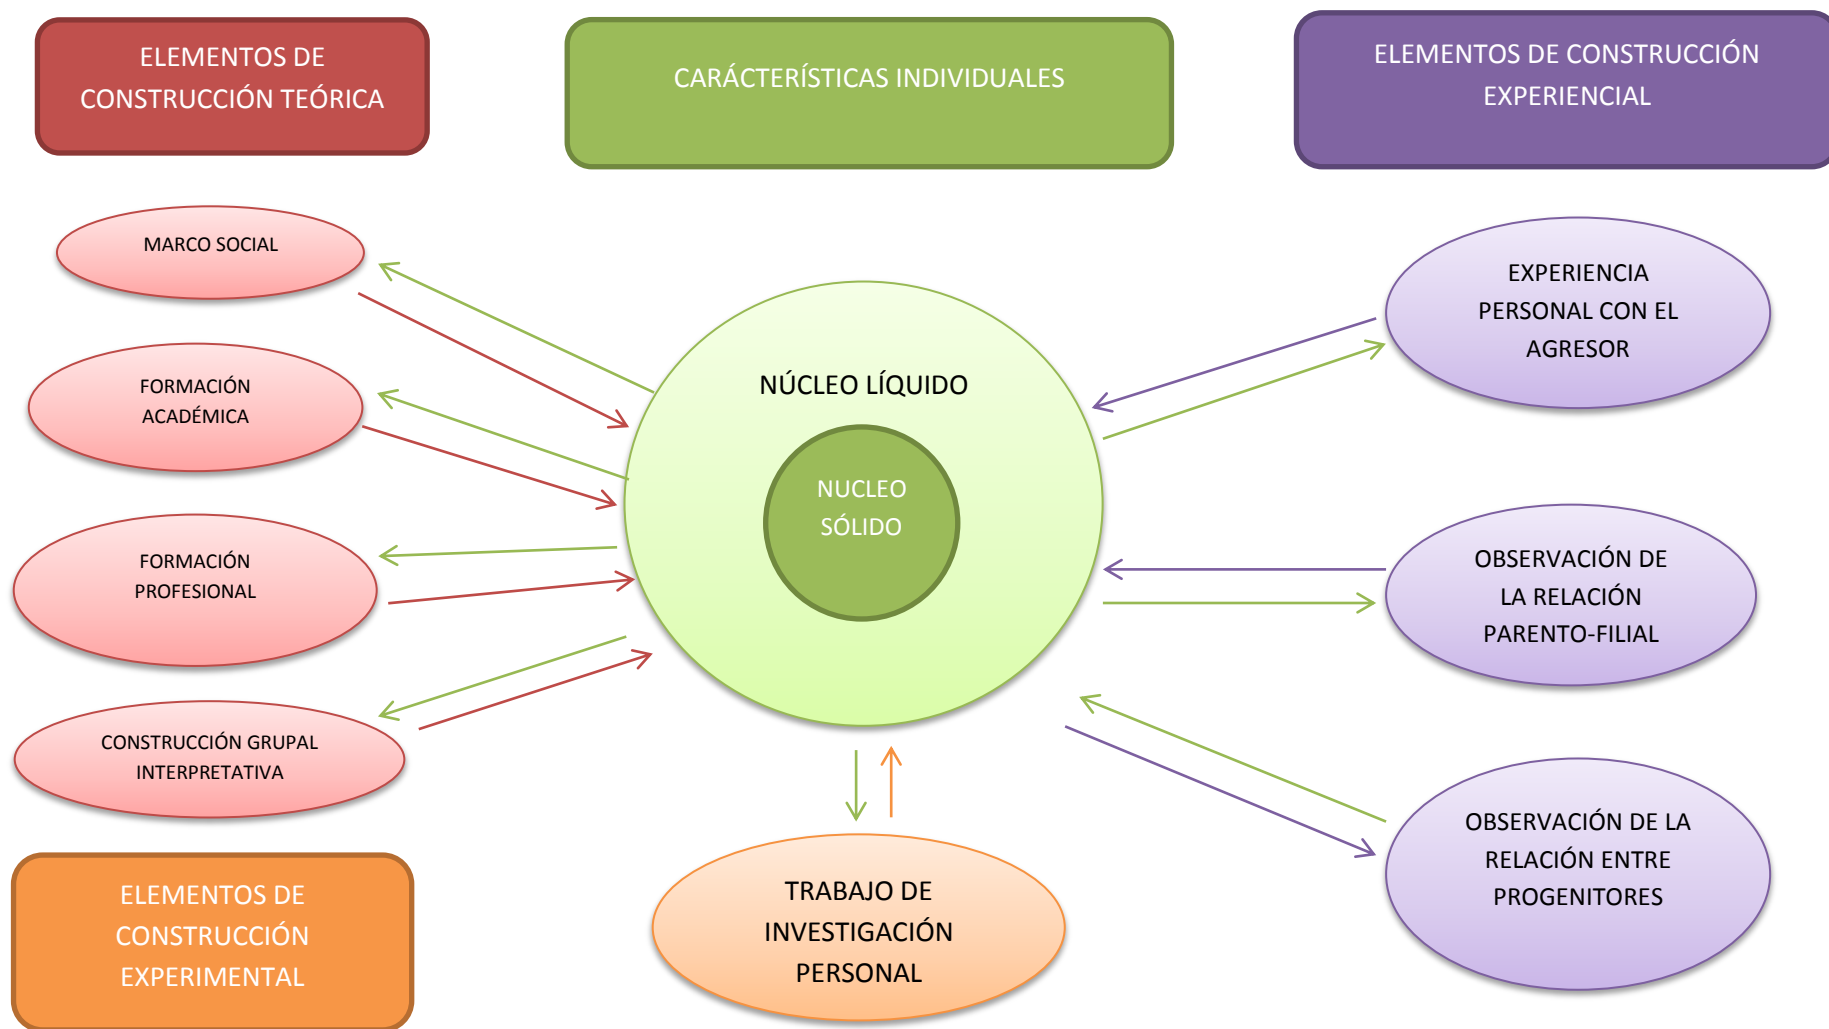 ELEMENTOS DE
CONSTRUCCIÓN TEÓRICA
CARÁCTERÍSTICAS INDIVIDUALES
ELEMENTOS DE CONSTRUCCIÓN
EXPERIENCIAL
MARCO SOCIAL
FORMACIÓN
ACADÉMICA
FORMACIÓN
PROFESIONAL
CONSTRUCCIÓN GRUPAL
INTERPRETATIVA
NÚCLEO LÍQUIDO
NUCLEO
SÓLIDO
EXPERIENCIA
PERSONAL CON EL
AGRESOR
OBSERVACIÓN DE
LA RELACIÓN
PARENTO-FILIAL
OBSERVACIÓN DE LA
RELACIÓN ENTRE
PROGENITORES
ELEMENTOS DE
CONSTRUCCIÓN
EXPERIMENTAL
TRABAJO DE
INVESTIGACIÓN
PERSONAL